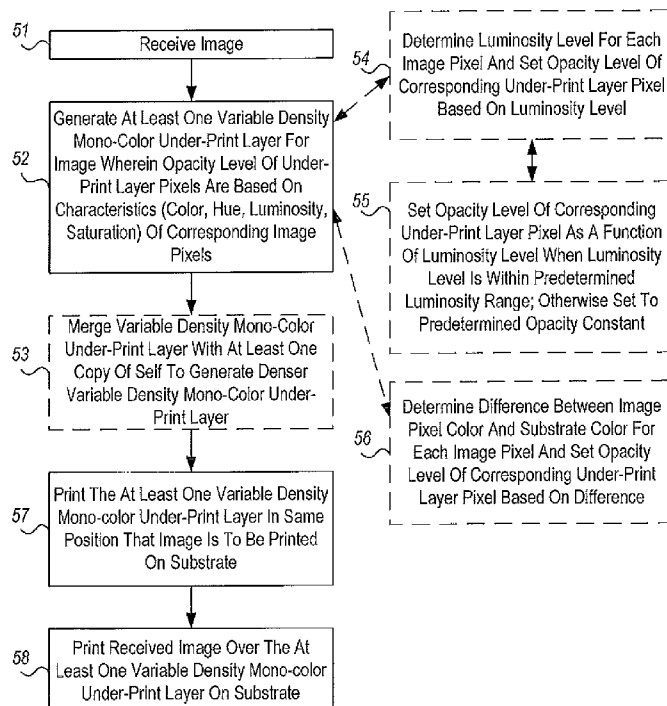 51
Receive Image
52
Generate At Least One Variable Density
Mono-Color Under-Print Layer For
Image Wherein Opacity Level Of Under-
Print Layer Pixels Are Based On
Characteristics (Color, Hue, Luminosity,
Saturation) Of Corresponding Image
Pixels
53
Merge Variable Density Mono-Color
Under-Print Layer With At Least One
Copy Of Self To Generate Denser
Variable Density Mono-Color Under-
Print Layer
57
Print The At Least One Variable Density
Mono-color Under-Print Layer In Same
Position That Image Is To Be Printed
On Substrate
58
Print Received Image Over The At
Least One Variable Density Mono-color
Under-Print Layer On Substrate
54
Determine Luminosity Level For Each
Image Pixel And Set Opacity Level Of
Corresponding Under-Print Layer Pixel
Based On Luminosity Level
55
Set Opacity Level Of Corresponding
Under-Print Layer Pixel As A Function
Of Luminosity Level When Luminosity
Level Is Within Predetermined
Luminosity Range; Otherwise Set To
Predetermined Opacity Constant
56
Determine Difference Between Image
Pixel Color And Substrate Color For
Each Image Pixel And Set Opacity
Level Of Corresponding Under-Print
Layer Pixel Based On Difference